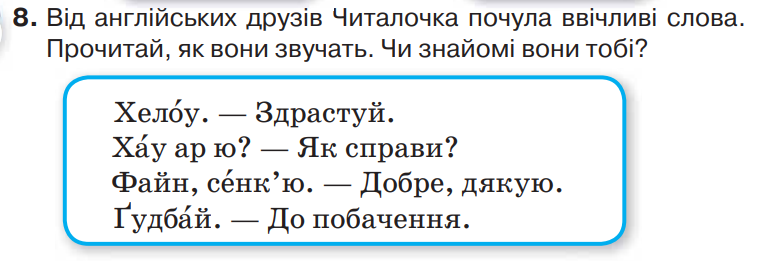 8. Від англійських друзів Читалочка почула ввічливі слова.
Прочитай, як вони звучать. Чи знайомі вони тобі?
Хело́у. — Здрастуй.
Ха́у ар ю? — Як справи?
Файн, се́нк’ю. — Добре, дякую.
Ґудба́й. — До побачення.